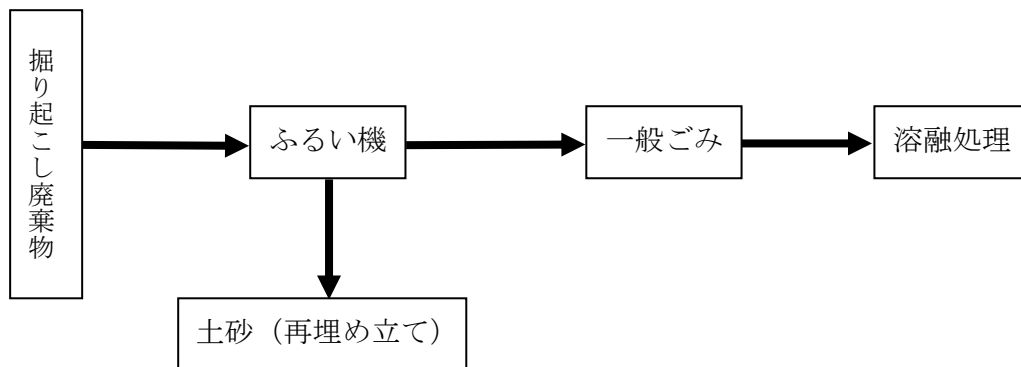 掘り起こし廃棄物
ふるい機
一般ごみ
溶融処理
土砂（再埋め立て）